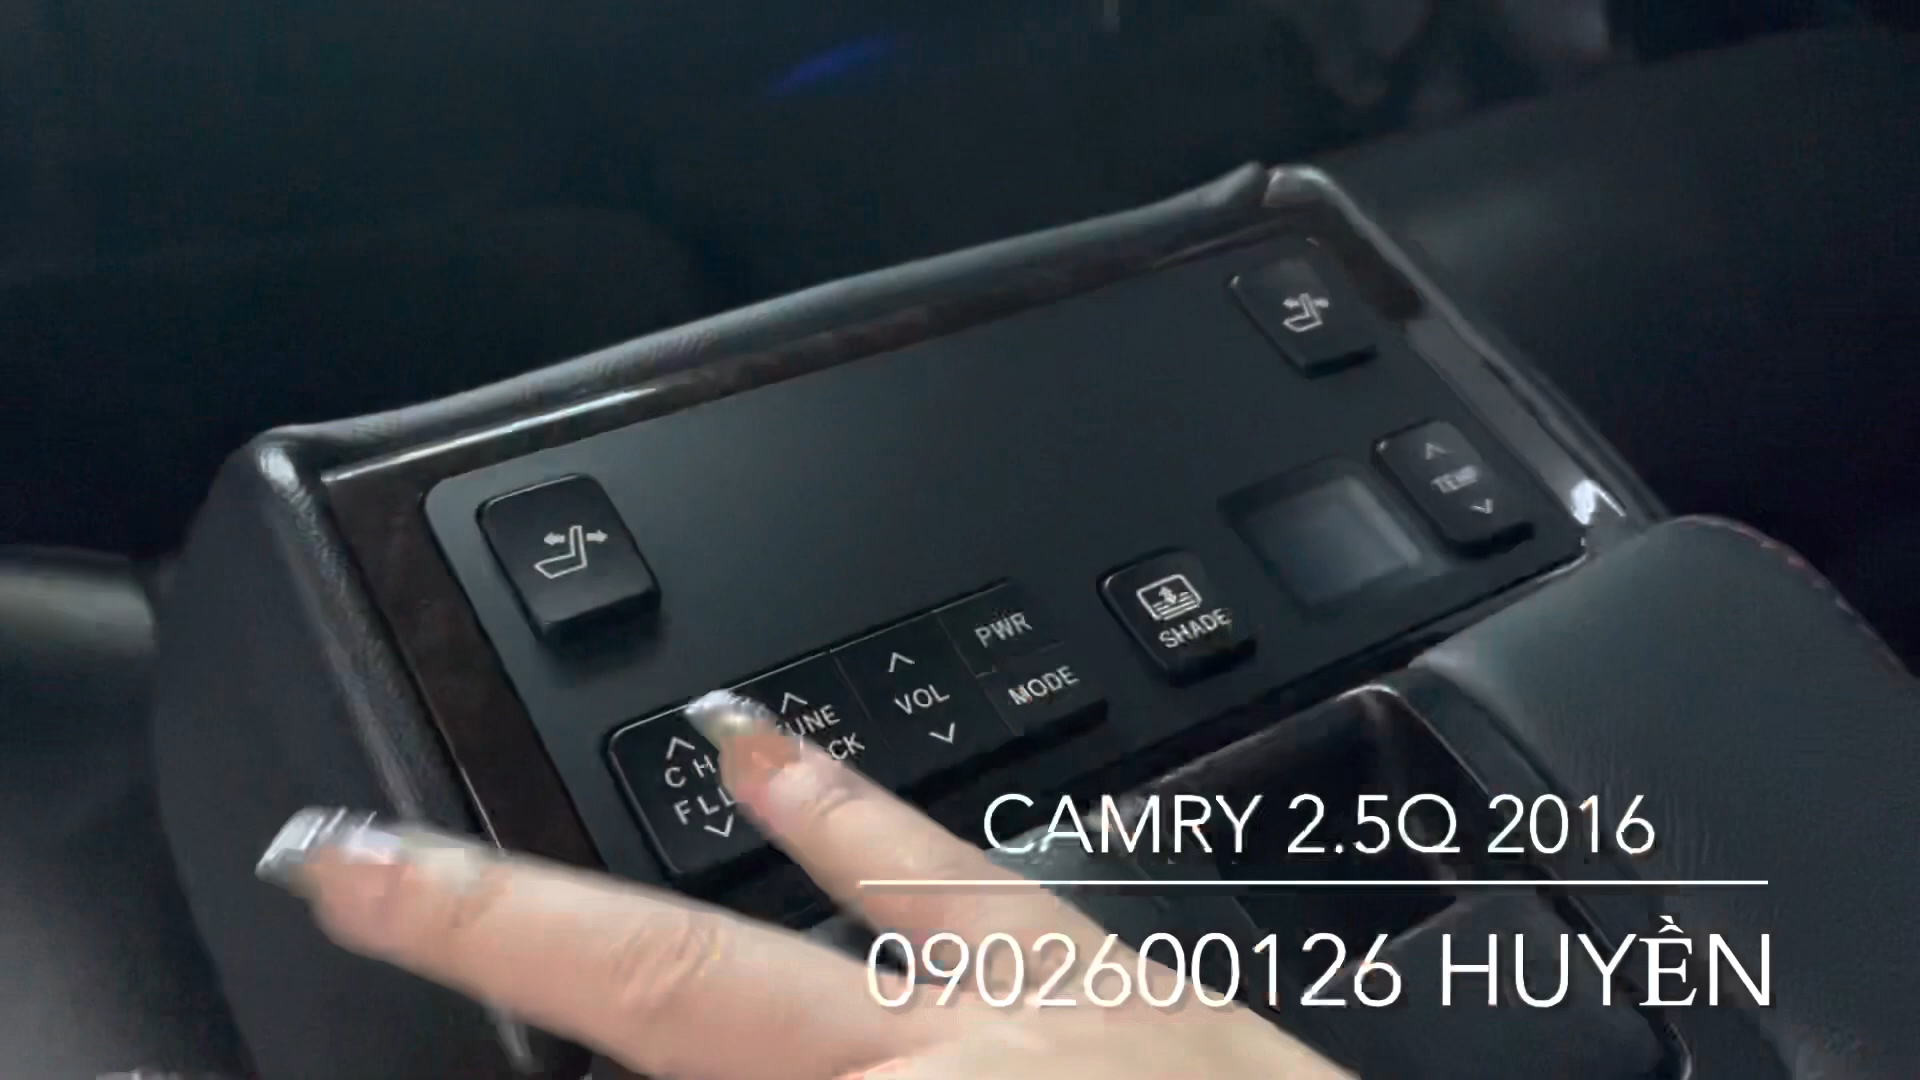 TEMP
SHADE
PWR
MODE
VOL
CAMRY 2.5Q 2016
0902600126 HUYỀN